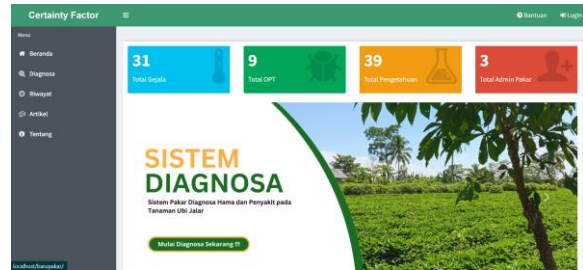 Certainty Factor
Bantuan
Login
Menu
Beranda
Diagnosa
Riwayat
Artikel
Tentang
31
Total Gejala
9
Total OPT
39
Total Pengetahuan
3
Total Admin Pakar
SISTEM
DIAGNOSA
Sistem Pakar Diagnosa Hama dan Penyakit pada
Tanaman Ubi Jalar
Mulai Diagnosa Sekarang !!!
localhost/barupakar/